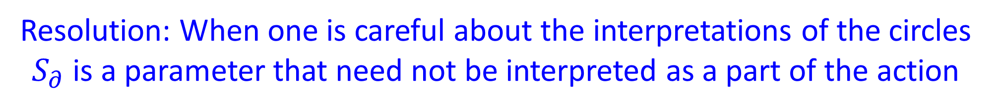 Resolution: When one is careful about the interpretations of the circles
S∂ is a parameter that need not be interpreted as a part of the action